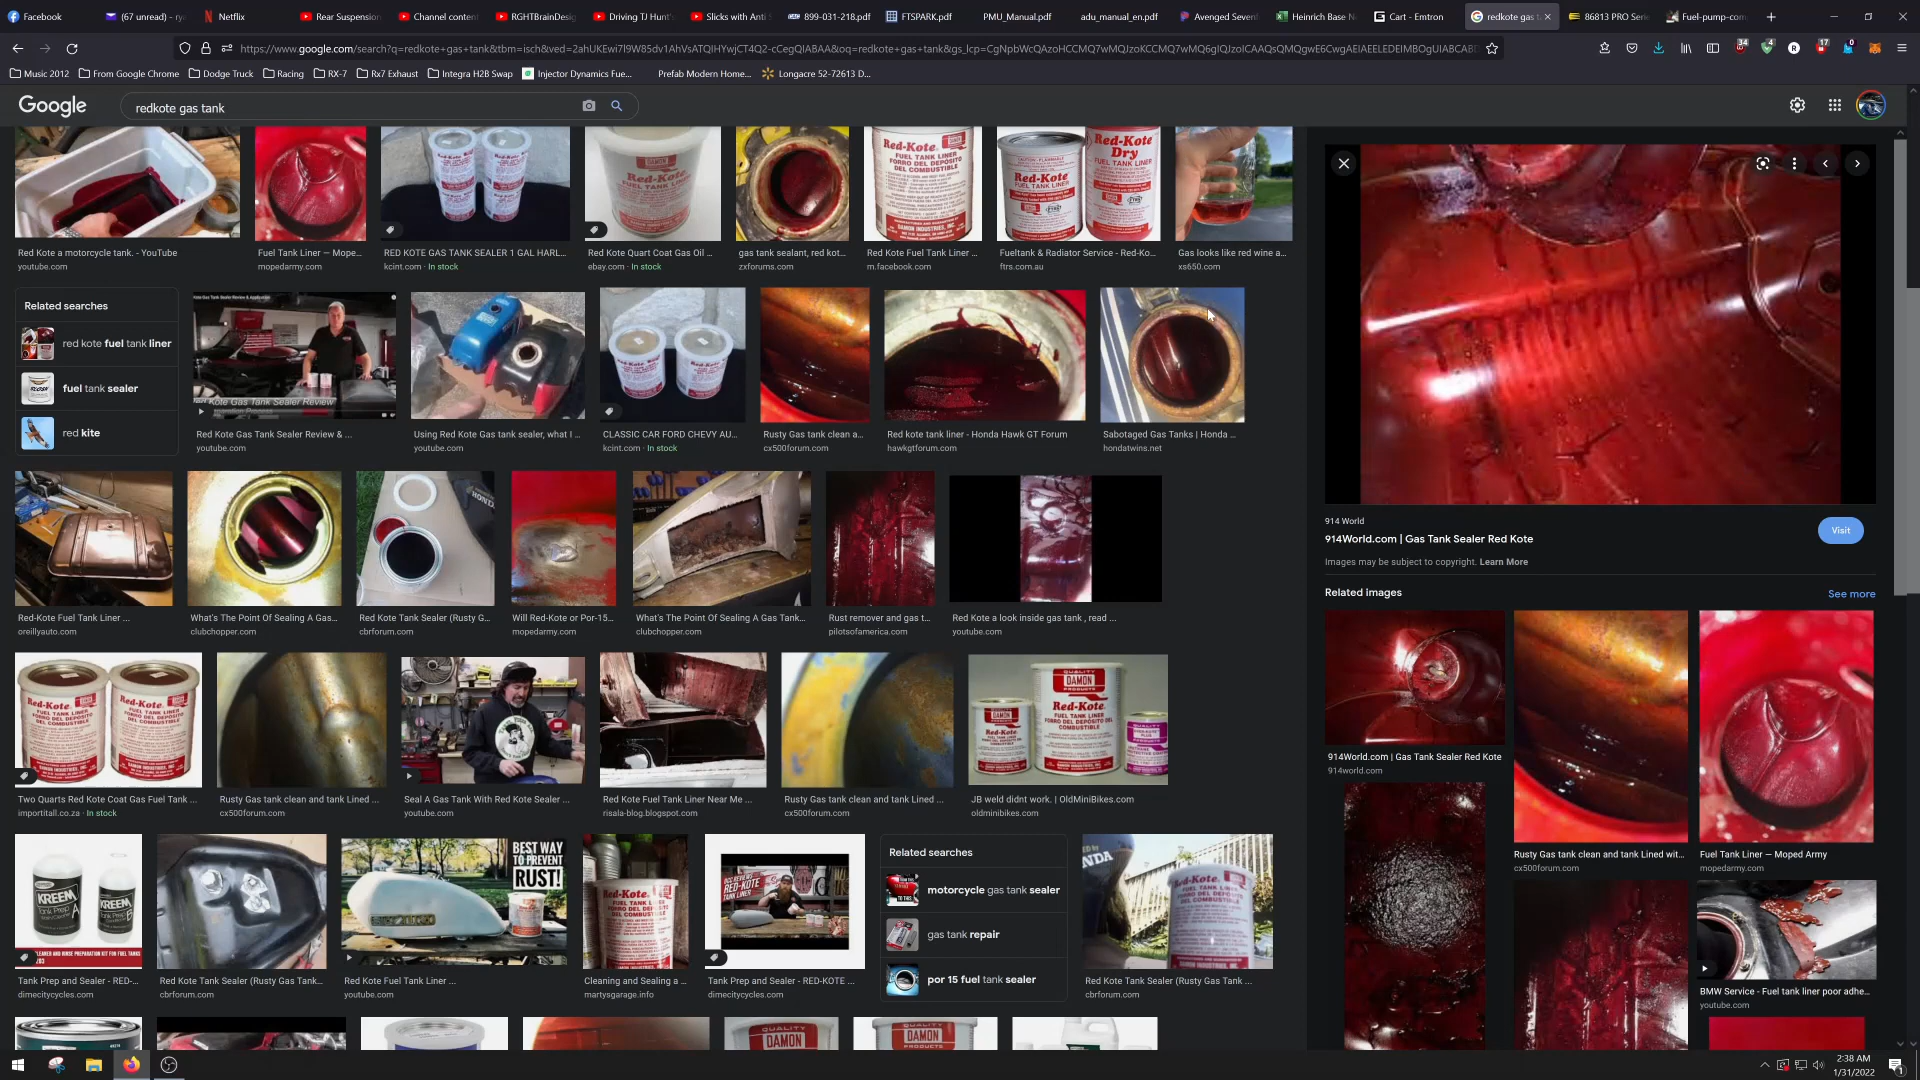 Facebook
(67 unread) - ry
Netflix
Rear Suspension
Channel content
RGHTBrainDesig
Driving TJ Hunt'
Slicks with Anti S
899-031-218.pdf
FTSPARK.pdf
PMU_Manual.pdf
adu_manual_en.pdf
Avenged Seven
Heinrich Base
Cart - Emtron
redkote gas t
86813 PRO Seri
Fuel-pump-com
https://www.google.com/search?q=redkote+gas+tank&tbm=isch
Music 2012
From Google Chrome
Dodge Truck
Racing
RX-7
Rx7 Exhaust
Integra H2B Swap
Injector Dynamics Fue...
Prefab Modern Home...
Longacre 52-72613 D...
Google
redkote gas tank
Red Kote a motorcycle tank. - YouTube
youtube.com
Fuel Tank Liner — Mope...
mopedarmy.com
RED KOTE GAS TANK SEALER 1 GAL HARL...
kcint.com · In stock
Red Kote Quart Coat Gas Oil ...
ebay.com · In stock
gas tank sealant, red kot...
zxforums.com
Red Kote Fuel Tank Liner ...
m.facebook.com
Fueltank & Radiator Service - Red-Ko...
ftrs.com.au
Gas looks like red wine a...
xs650.com
Related searches
red kote fuel tank liner
fuel tank sealer
red kite
Red Kote Gas Tank Sealer Review & ...
youtube.com
Using Red Kote Gas tank sealer, what I ...
youtube.com
CLASSIC CAR FORD CHEVY AU...
kcint.com · In stock
Rusty Gas tank clean a...
cx500forum.com
Red kote tank liner - Honda Hawk GT Forum
hawkgtforum.com
Sabotaged Gas Tanks | Honda ...
hondatwins.net
Red-Kote Fuel Tank Liner ...
oreillyauto.com
What's The Point Of Sealing A Gas...
clubchopper.com
Red Kote Tank Sealer (Rusty G...
cbrforum.com
Will Red-Kote or Por-15...
mopedarmy.com
What's The Point Of Sealing A Gas Tank...
clubchopper.com
Rust remover and gas t...
pilotsofamerica.com
Red Kote a look inside gas tank , read ...
youtube.com
Two Quarts Red Kote Coat Gas Fuel Tank ...
importitall.co.za · In stock
Rusty Gas tank clean and tank Lined ...
cx500forum.com
Seal A Gas Tank With Red Kote Sealer ...
youtube.com
Red Kote Fuel Tank Liner Near Me ...
risala-blog.blogspot.com
Rusty Gas tank clean and tank Lined ...
cx500forum.com
JB weld didnt work. | OldMiniBikes.com
oldminibikes.com
KREEM
BEST WAY
TO PREVENT
RUST!
Tank Prep and Sealer - RED-...
dimecitycycles.com
Red Kote Tank Sealer (Rusty Gas Tank...
cbrforum.com
Red Kote Fuel Tank Liner ...
youtube.com
Cleaning and Sealing a ...
martysgarage.info
Tank Prep and Sealer - RED-KOTE ...
dimecitycycles.com
Related searches
motorcycle gas tank sealer
gas tank repair
por 15 fuel tank sealer
Red Kote Tank Sealer (Rusty Gas Tank ...
cbrforum.com
914 World
914World.com | Gas Tank Sealer Red Kote
Visit
Images may be subject to copyright. Learn More
Related images
See more
914World.com | Gas Tank Sealer Red Kote
914world.com
Rusty Gas tank clean and tank Lined wit...
cx500forum.com
Fuel Tank Liner — Moped Army
mopedarmy.com
BMW Service - Fuel tank liner poor adhe...
youtube.com
2:38 AM
1/31/2022